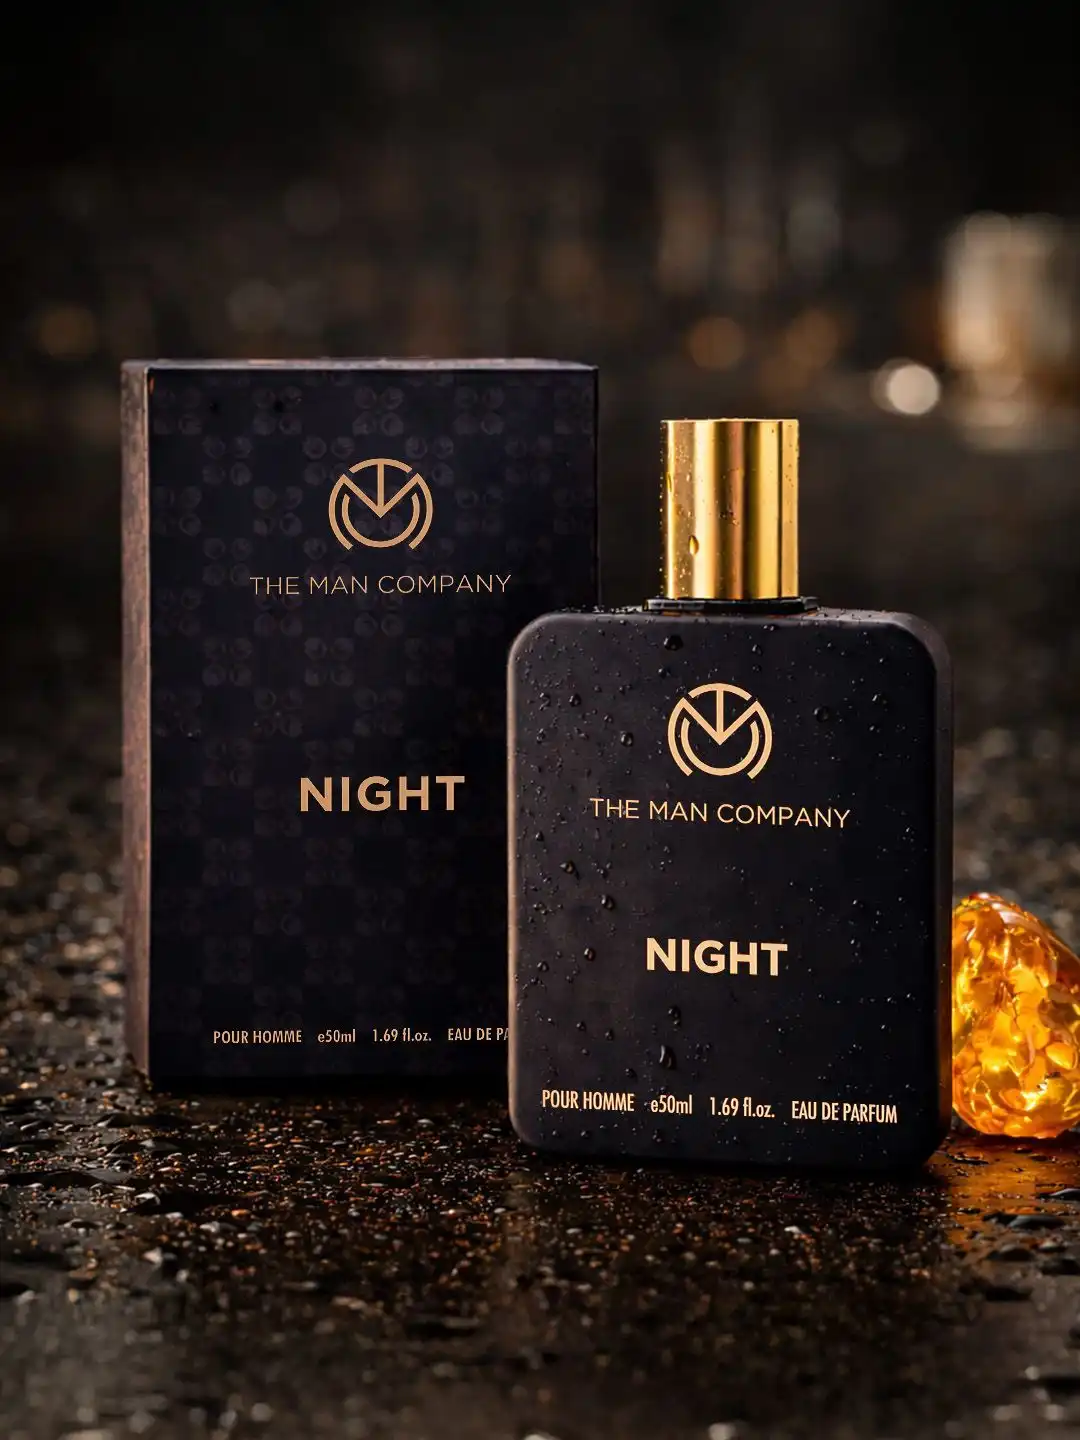 THE MAN COMPANY
NIGHT
POUR HOMME e50ml 1.69 fl.oz. EAU DE PA
THE MAN COMPANY
NIGHT
POUR HOMME e50ml 1.69 fl.oz. EAU DE PARFUM